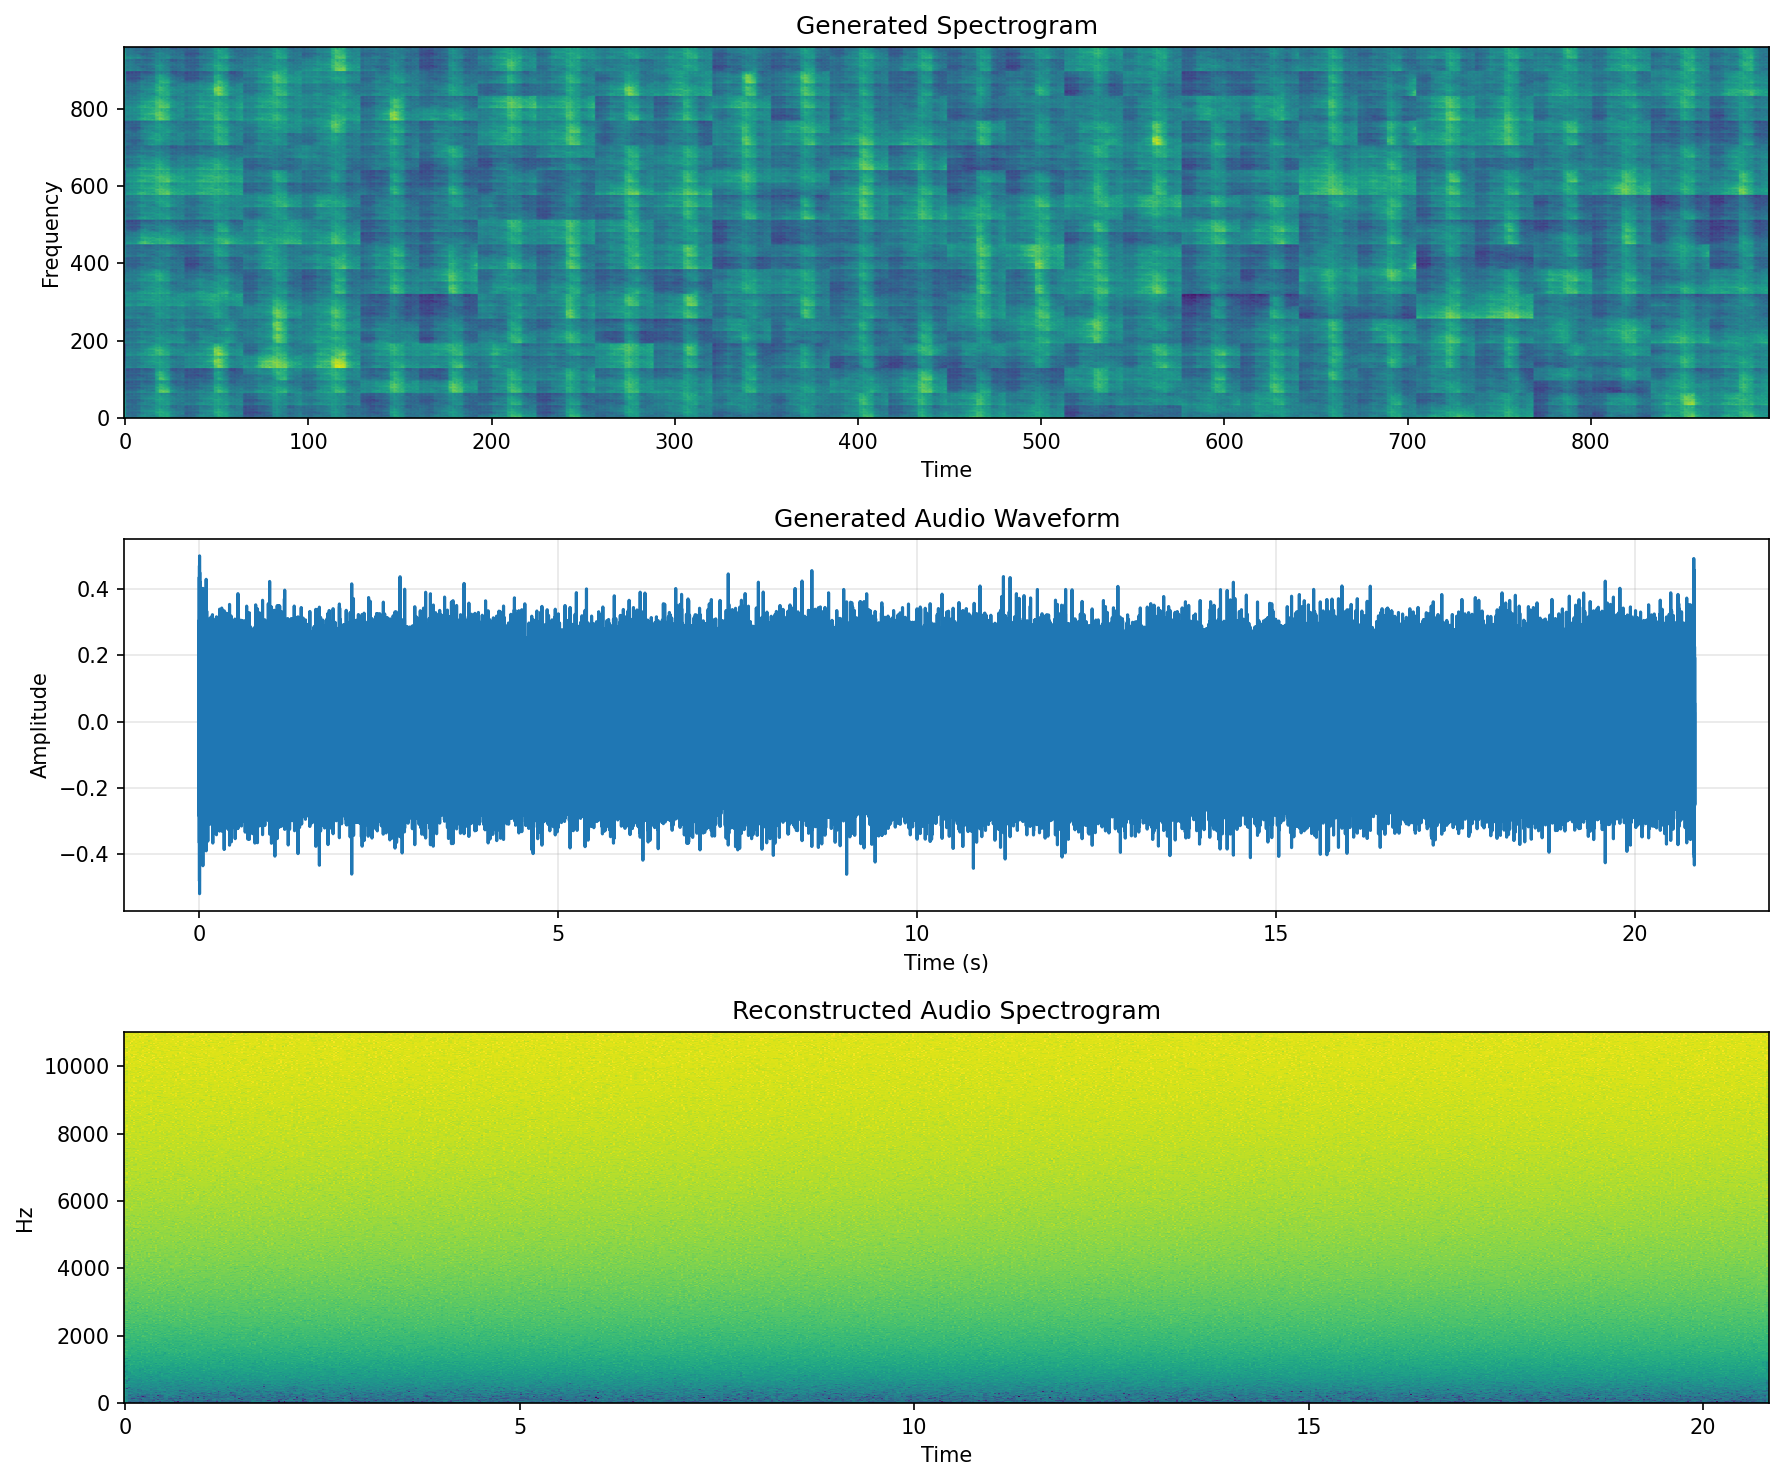 Generated Spectrogram
800
600
400
200
0
Frequency
0 100 200 300 400 500 600 700 800
Time
Generated Audio Waveform
0.4
0.2
0.0
−0.2
−0.4
Amplitude
0 5 10 15 20
Time (s)
Reconstructed Audio Spectrogram
10000
8000
6000
4000
2000
0
Hz
0 5 10 15 20
Time